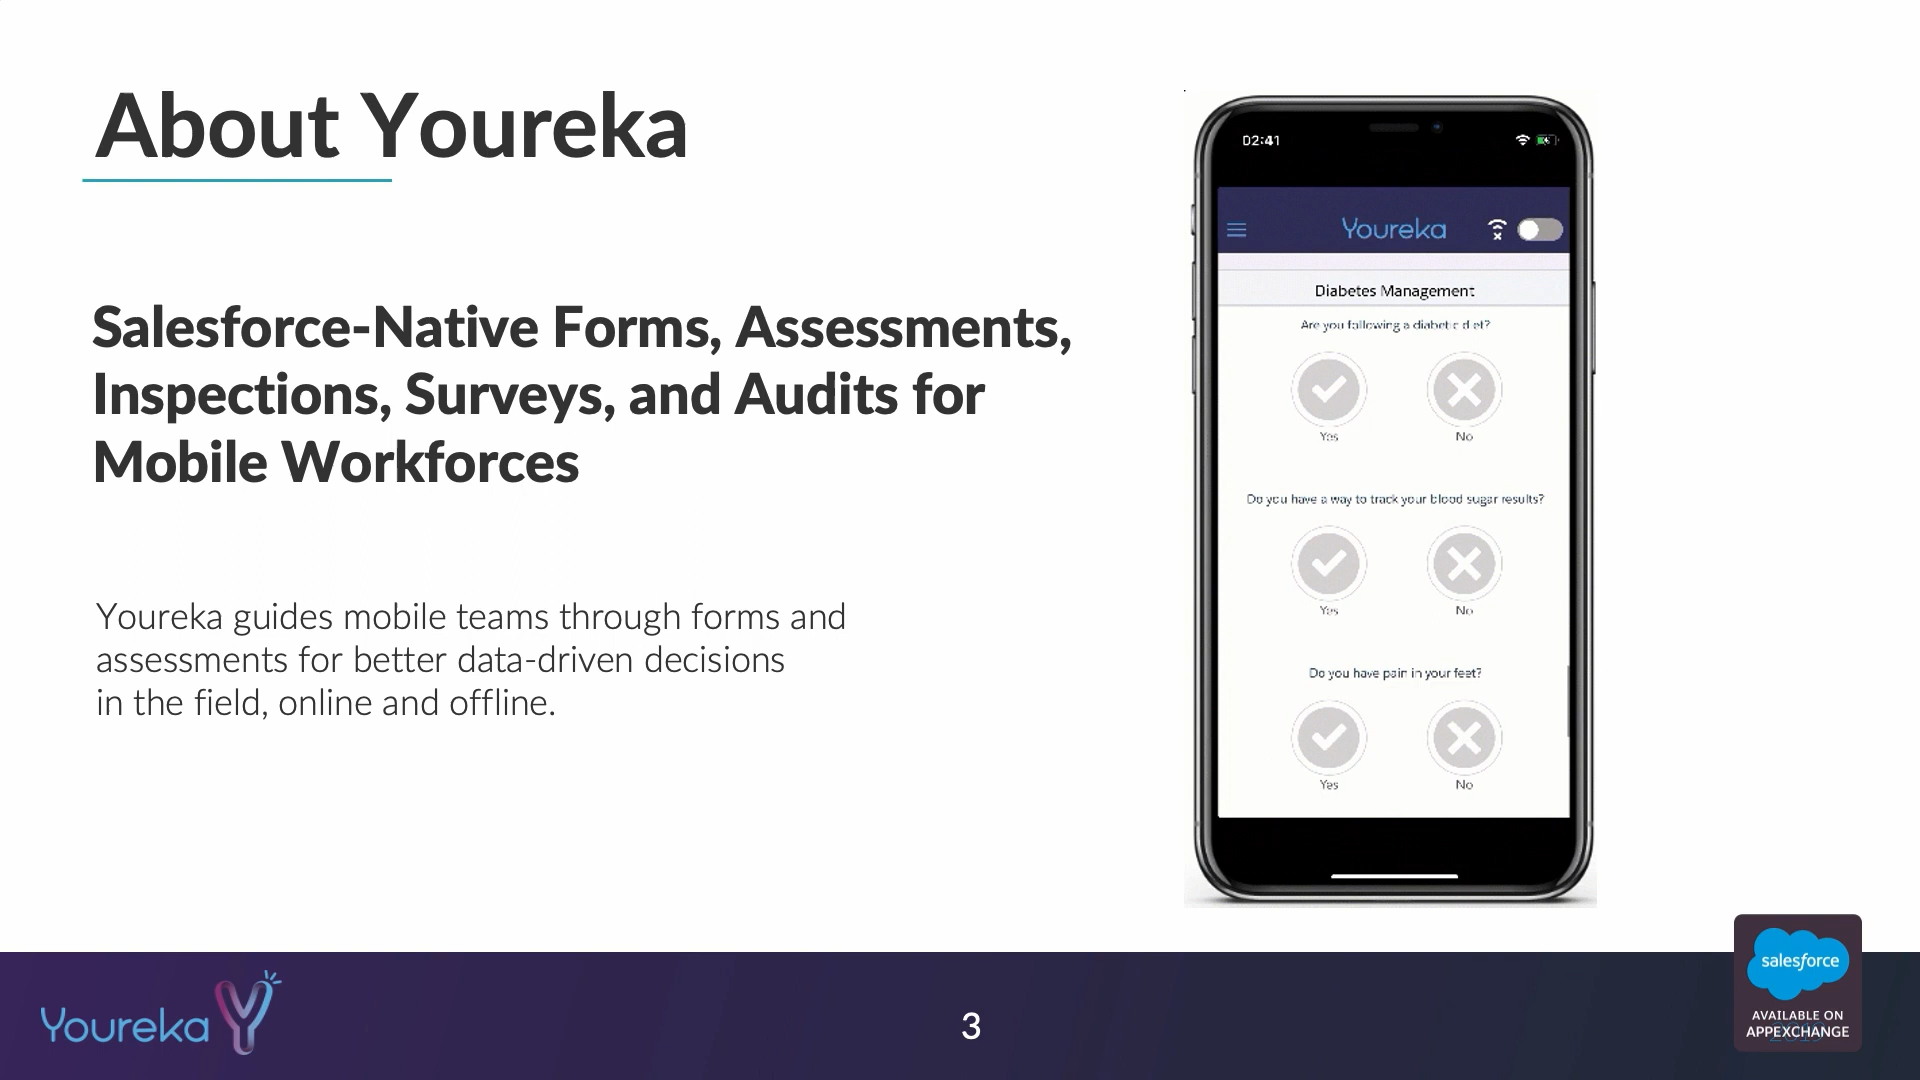 About Youreka
Salesforce-Native Forms, Assessments,
Inspections, Surveys, and Audits for
Mobile Workforces
Youreka guides mobile teams through forms and
assessments for better data-driven decisions
in the field, online and offline.
02:41
Youreka
Diabetes Management
Are you following a diabetic diet?
Yes No
Do you have a way to track your blood sugar results?
Yes No
Do you have pain in your feet?
Yes No
Youreka
3
salesforce
AVAILABLE ON
APPEXCHANGE